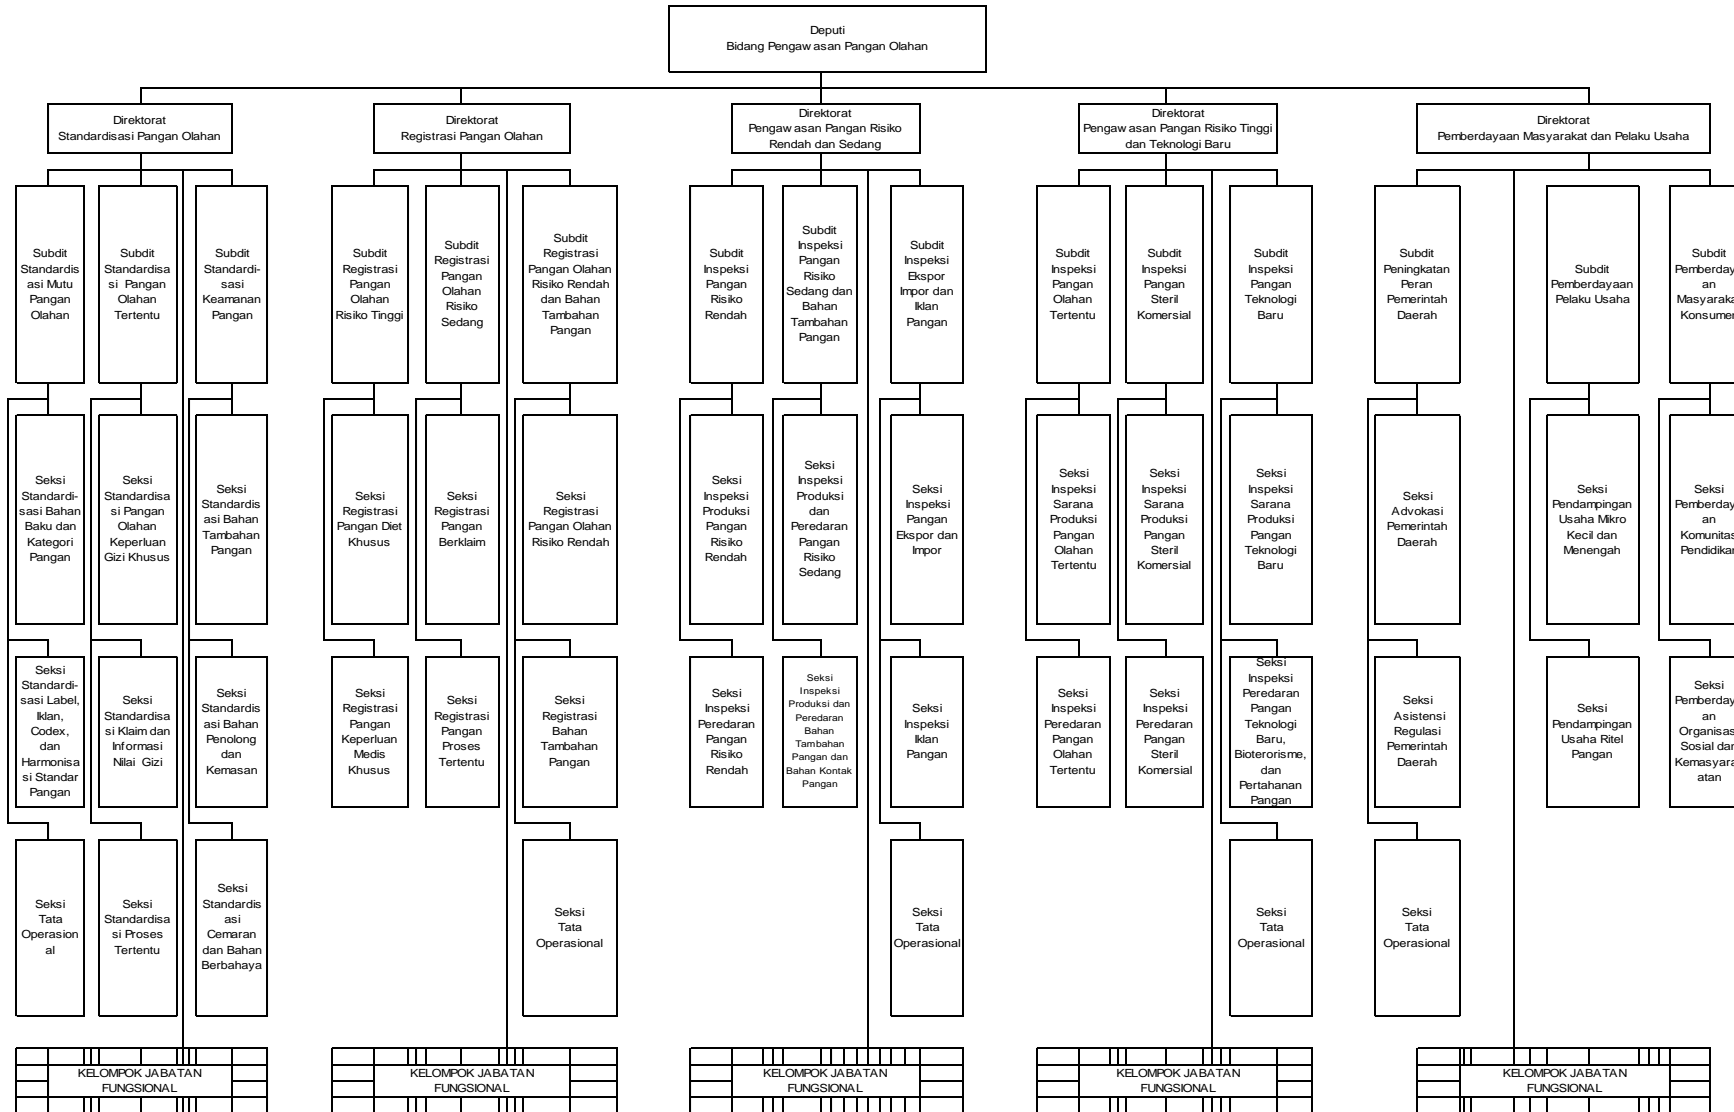 Deputi
Bidang Pengawasan Pangan Olahan
Direktorat
Standardisasi Pangan Olahan
Direktorat
Registrasi Pangan Olahan
Direktorat
Pengawasan Pangan Risiko
Rendah dan Sedang
Direktorat
Pengawasan Pangan Risiko Tinggi
dan Teknologi Baru
Direktorat
Pemberdayaan Masyarakat dan Pelaku Usaha
Subdit
Standardis
asi Mutu
Pangan
Olahan
Subdit
Standardisa
si Pangan
Olahan
Tertentu
Subdit
Standardi-
sasi
Keamanan
Pangan
Subdit
Registrasi
Pangan
Olahan
Risiko Tinggi
Subdit
Registrasi
Pangan
Olahan
Risiko
Sedang
Subdit
Registrasi
Pangan Olahan
Risiko Rendah
dan Bahan
Tambahan
Pangan
Subdit
Inspeksi
Pangan
Risiko
Rendah
Subdit
Inspeksi
Pangan
Risiko
Sedang dan
Bahan
Tambahan
Pangan
Subdit
Inspeksi
Ekspor
Impor dan
Iklan
Pangan
Subdit
Inspeksi
Pangan
Olahan
Tertentu
Subdit
Inspeksi
Pangan
Steril
Komersial
Subdit
Inspeksi
Pangan
Teknologi
Baru
Subdit
Peningkatan
Peran
Pemerintah
Daerah
Subdit
Pemberdayaan
Pelaku Usaha
Subdit
Pemberday
an
Masyaraka
Konsumen
Seksi
Standardi-
sasi Bahan
Baku dan
Kategori
Pangan
Seksi
Standardisa
si Pangan
Olahan
Keperluan
Gizi Khusus
Seksi
Standardis
asi Bahan
Tambahan
Pangan
Seksi
Registrasi
Pangan Diet
Khusus
Seksi
Registrasi
Pangan
Berklaim
Seksi
Registrasi
Pangan Olahan
Risiko Rendah
Seksi
Inspeksi
Produksi
Pangan
Risiko
Rendah
Seksi
Inspeksi
Produksi
dan
Peredaran
Pangan
Risiko
Sedang
Seksi
Inspeksi
Pangan
Ekspor dan
Impor
Seksi
Inspeksi
Sarana
Produksi
Pangan
Olahan
Tertentu
Seksi
Inspeksi
Sarana
Produksi
Pangan
Steril
Komersial
Seksi
Inspeksi
Sarana
Produksi
Pangan
Teknologi
Baru
Seksi
Advokasi
Pemerintah
Daerah
Seksi
Pendampingan
Usaha Mikro
Kecil dan
Menengah
Seksi
Pemberday
an
Komunitas
Pendidikan
Seksi
Standardi-
sasi Label,
Iklan,
Codex,
dan
Harmonisa
si Standar
Pangan
Seksi
Standardisa
si Klaim dan
Informasi
Nilai Gizi
Seksi
Standardis
asi Bahan
Penolong
dan
Kemasan
Seksi
Registrasi
Pangan
Keperluan
Medis
Khusus
Seksi
Registrasi
Pangan
Proses
Tertentu
Seksi
Registrasi
Bahan
Tambahan
Pangan
Seksi
Inspeksi
Peredaran
Pangan
Risiko
Rendah
Seksi
Inspeksi
Produksi dan
Peredaran
Bahan
Tambahan
Pangan dan
Bahan Kontak
Pangan
Seksi
Inspeksi
Iklan
Pangan
Seksi
Inspeksi
Peredaran
Pangan
Olahan
Tertentu
Seksi
Inspeksi
Peredaran
Pangan
Steril
Komersial
Seksi
Inspeksi
Peredaran
Pangan
Teknologi
Baru,
Bioterorisme,
dan
Pertahanan
Pangan
Seksi
Asistensi
Regulasi
Pemerintah
Daerah
Seksi
Pendampingan
Usaha Ritel
Pangan
Seksi
Pemberday
an
Organisas
Sosial dan
Kemasyara
atan
Seksi
Tata
Operasion
al
Seksi
Standardisa
si Proses
Tertentu
Seksi
Standardis
asi
Cemaran
dan Bahan
Berbahaya
Seksi
Tata
Operasional
Seksi
Tata
Operasional
Seksi
Tata
Operasional
Seksi
Tata
Operasional
KELOMPOK JABATAN
FUNGSIONAL
KELOMPOK JABATAN
FUNGSIONAL
KELOMPOK JABATAN
FUNGSIONAL
KELOMPOK JABATAN
FUNGSIONAL
KELOMPOK JABATAN
FUNGSIONAL